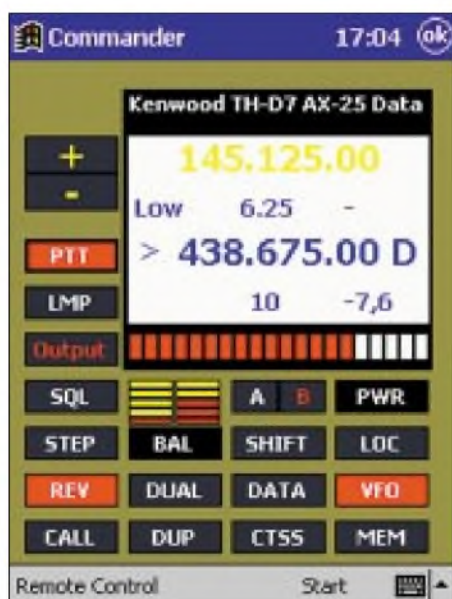 Commander 17:04 ok
Kenwood TH-D7 AX-25 Data
+ 145.125.00
- Low 6.25 -
PTT > 438.675.00 D
LMP 10 -7,6
Output
SQL A B PWR
STEP BAL SHIFT LOC
REV DUAL DATA VFO
CALL DUP CTSS MEM
Remote Control Start